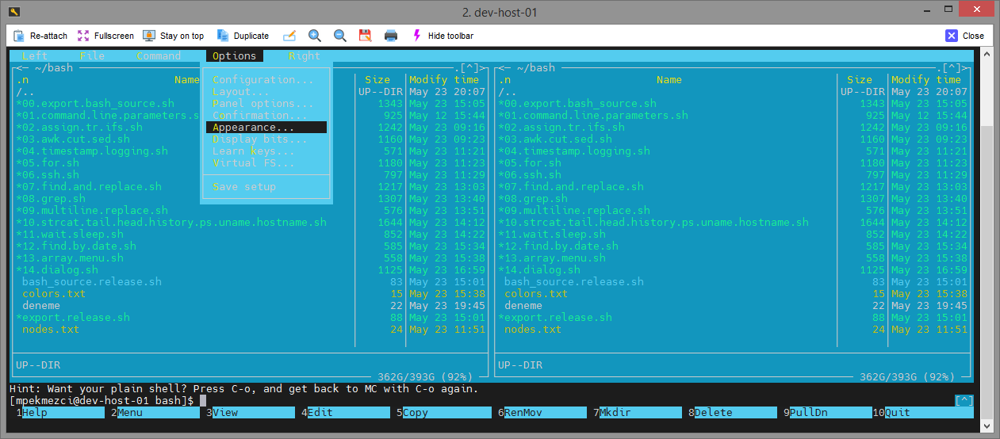 2. dev-host-01
Re-attach Fullscreen Stay on top Duplicate Hide toolbar Close
Left File Command Options Right
<─ ~/bash .[^]> <─ ~/bash .[^]>
.n Name Size Modify time .n Name Size Modify time
/.. UP--DIR May 23 20:07 /.. UP--DIR May 23 20:07
*00.export.bash_source.sh 1343 May 23 15:05 *00.export.bash_source.sh 1343 May 23 15:05
*01.command.line.parameters.s 925 May 12 15:44 *01.command.line.parameters.sh 925 May 12 15:44
*02.assign.tr.ifs.sh 1242 May 23 09:16 *02.assign.tr.ifs.sh 1242 May 23 09:16
*03.awk.cut.sed.sh 1160 May 23 09:23 *03.awk.cut.sed.sh 1160 May 23 09:23
*04.timestamp.logging.sh 571 May 23 11:21 *04.timestamp.logging.sh 571 May 23 11:21
*05.for.sh 1180 May 23 11:23 *05.for.sh 1180 May 23 11:23
*06.ssh.sh 797 May 23 11:29 *06.ssh.sh 797 May 23 11:29
*07.find.and.replace.sh 1217 May 23 13:03 *07.find.and.replace.sh 1217 May 23 13:03
*08.grep.sh 1307 May 23 13:40 *08.grep.sh 1307 May 23 13:40
*09.multiline.replace.sh 576 May 23 13:51 *09.multiline.replace.sh 576 May 23 13:51
*10.strcat.tail.head.history.ps.uname.hostname.sh 1644 May 23 14:12 *10.strcat.tail.head.history.ps.uname.hostname.sh 1644 May 23 14:12
*11.wait.sleep.sh 852 May 23 14:22 *11.wait.sleep.sh 852 May 23 14:22
*12.find.by.date.sh 585 May 23 15:34 *12.find.by.date.sh 585 May 23 15:34
*13.array.menu.sh 558 May 23 15:38 *13.array.menu.sh 558 May 23 15:38
*14.dialog.sh 1125 May 23 16:59 *14.dialog.sh 1125 May 23 16:59
bash_source.release.sh 83 May 23 15:01 bash_source.release.sh 83 May 23 15:01
colors.txt 15 May 23 15:38 colors.txt 15 May 23 15:38
deneme 22 May 23 19:45 deneme 22 May 23 19:45
*export.release.sh 88 May 23 15:01 *export.release.sh 88 May 23 15:01
nodes.txt 24 May 23 11:51 nodes.txt 24 May 23 11:51
Configuration...
Layout...
Panel options...
Confirmation...
Appearance...
Display bits...
Learn keys...
Virtual FS...
Save setup
UP--DIR UP--DIR
362G/393G (92%) 362G/393G (92%)
Hint: Want your plain shell? Press C-o, and get back to MC with C-o again.
[mpekmezci@dev-host-01 bash]$ [^]
1Help 2Menu 3View 4Edit 5Copy 6RenMov 7Mkdir 8Delete 9PullDn 10Quit